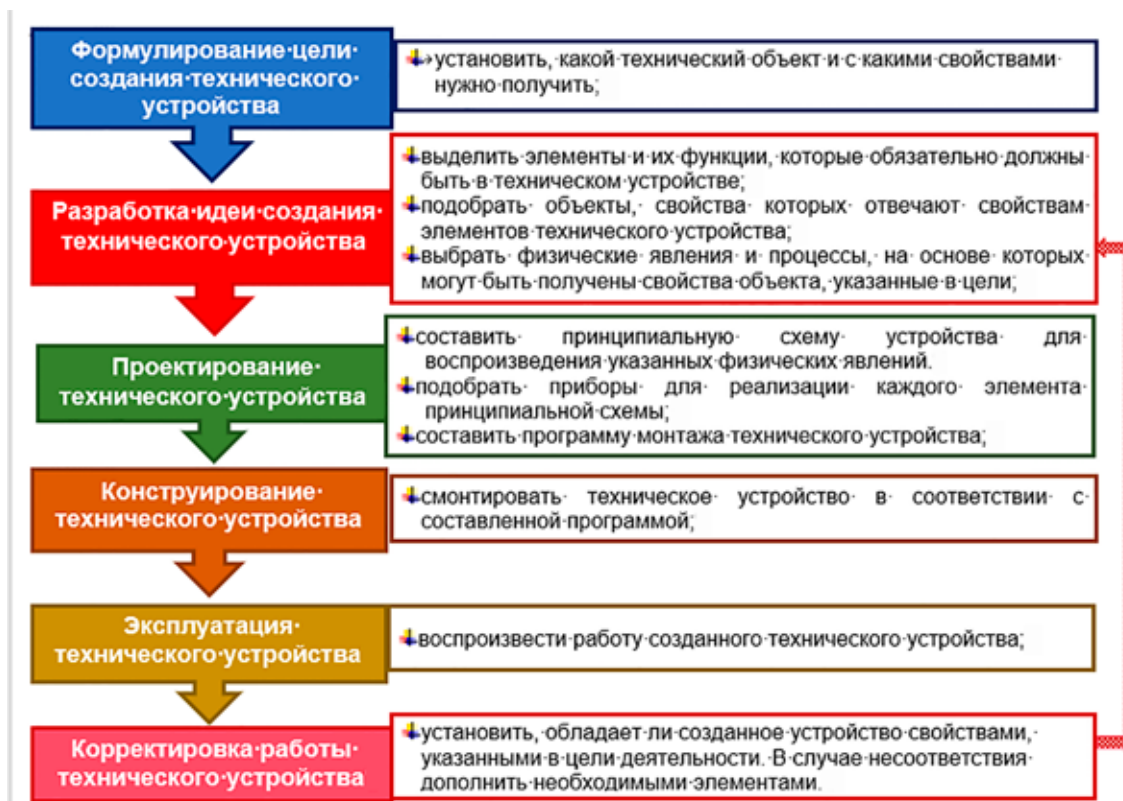 Формулирование·цели
создания·технического·
устройства
установить,·какой·технический·объект·и·с·какими·свойствами·
нужно·получить;
Разработка·идеи·создания·
технического·устройства
выделить·элементы·и·их·функции,·которые·обязательно·должны·
быть·в·техническом·устройстве;
подобрать· объекты,· свойства· которых· отвечают· свойствам·
элементов·технического·устройства;
выбрать· физические· явления· и· процессы,· на· основе· которых·
могут·быть·получены·свойства·объекта,·указанные·в·цели;
Проектирование·
технического·устройства
составить· принципиальную· схему· устройства· для·
воспроизведения·указанных·физических·явлений.
подобрать· приборы· для· реализации· каждого· элемента·
принципиальной·схемы;
составить·программу·монтажа·технического·устройства;
Конструирование·
технического·устройства
смонтировать· техническое· устройство· в· соответствии· с·
составленной·программой;
Эксплуатация·
технического·устройства
воспроизвести·работу·созданного·технического·устройства;
Корректировка·работы·
технического·устройства
установить,·обладает·ли·созданное·устройство·свойствами,·
указанными·в·цели·деятельности.·В·случае·несоответствия·
дополнить·необходимыми·элементами.